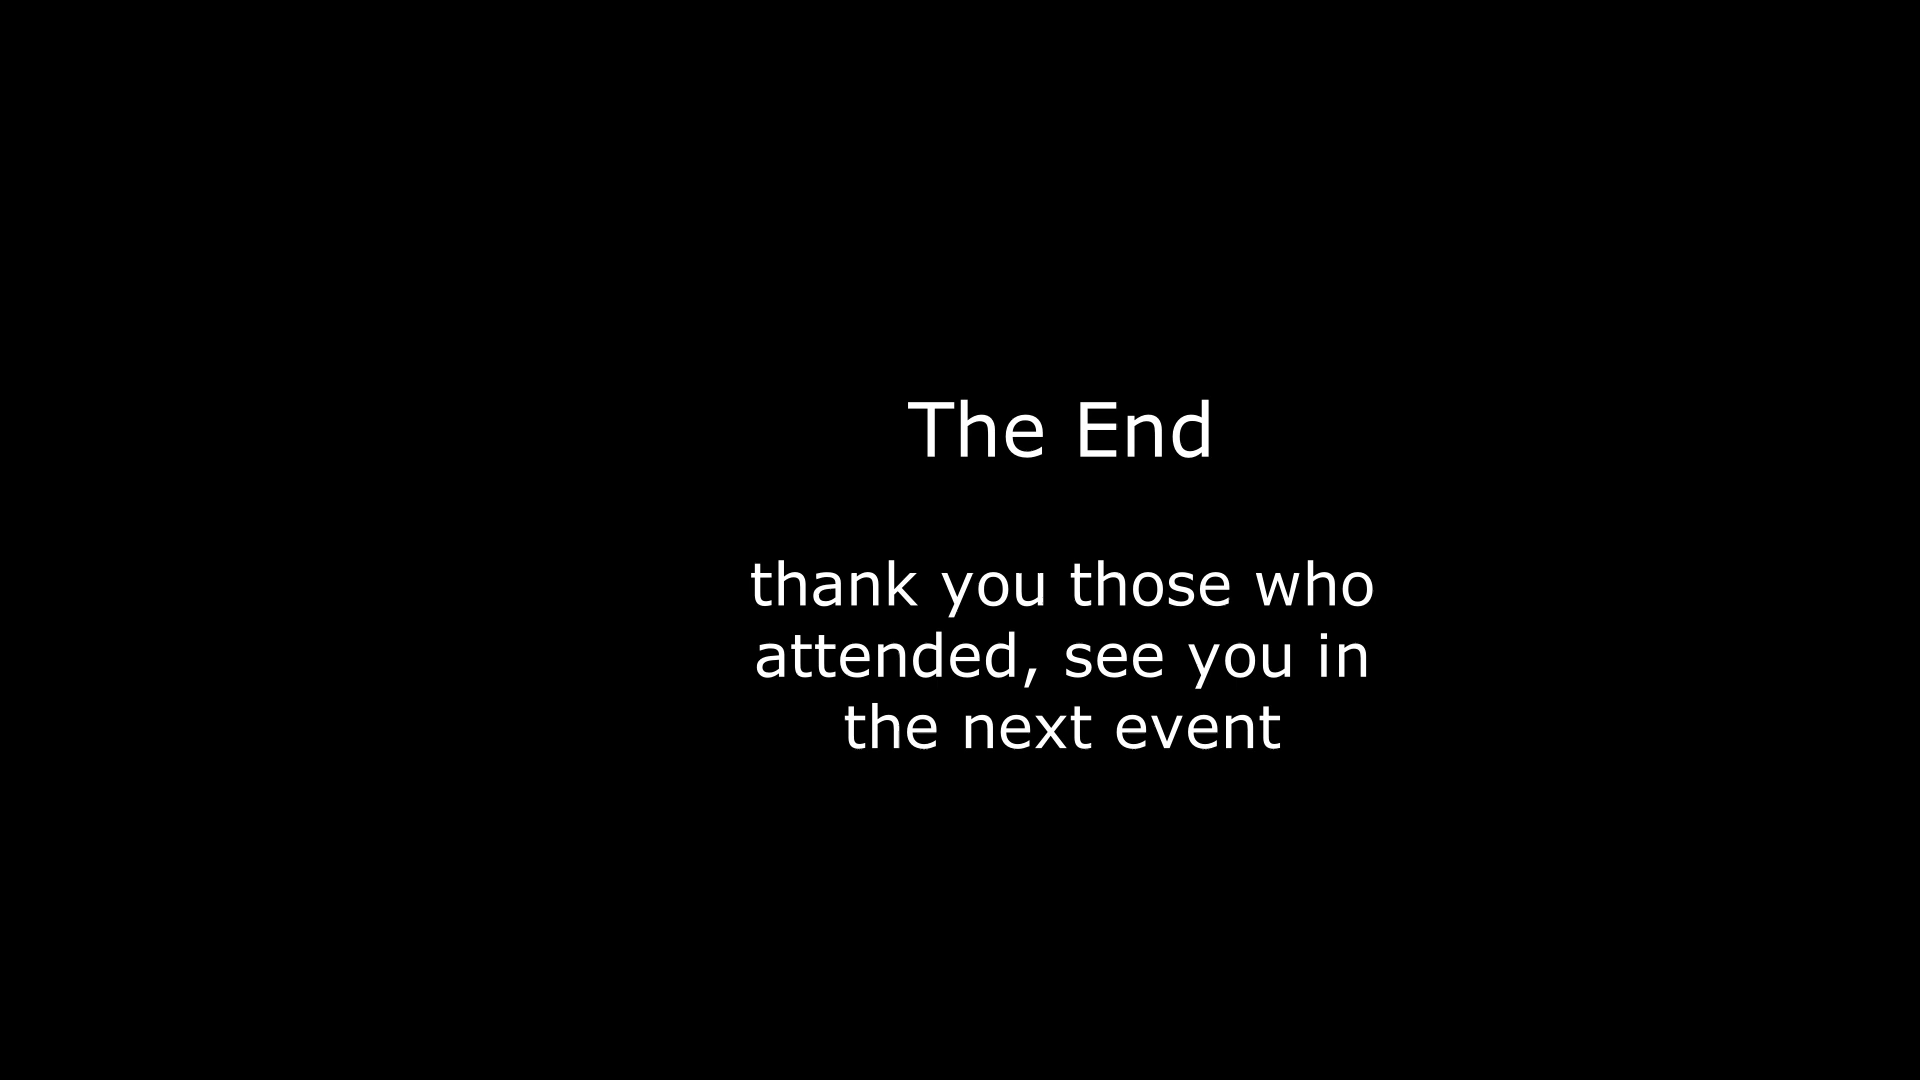 The End
thank you those who
attended, see you in
the next event